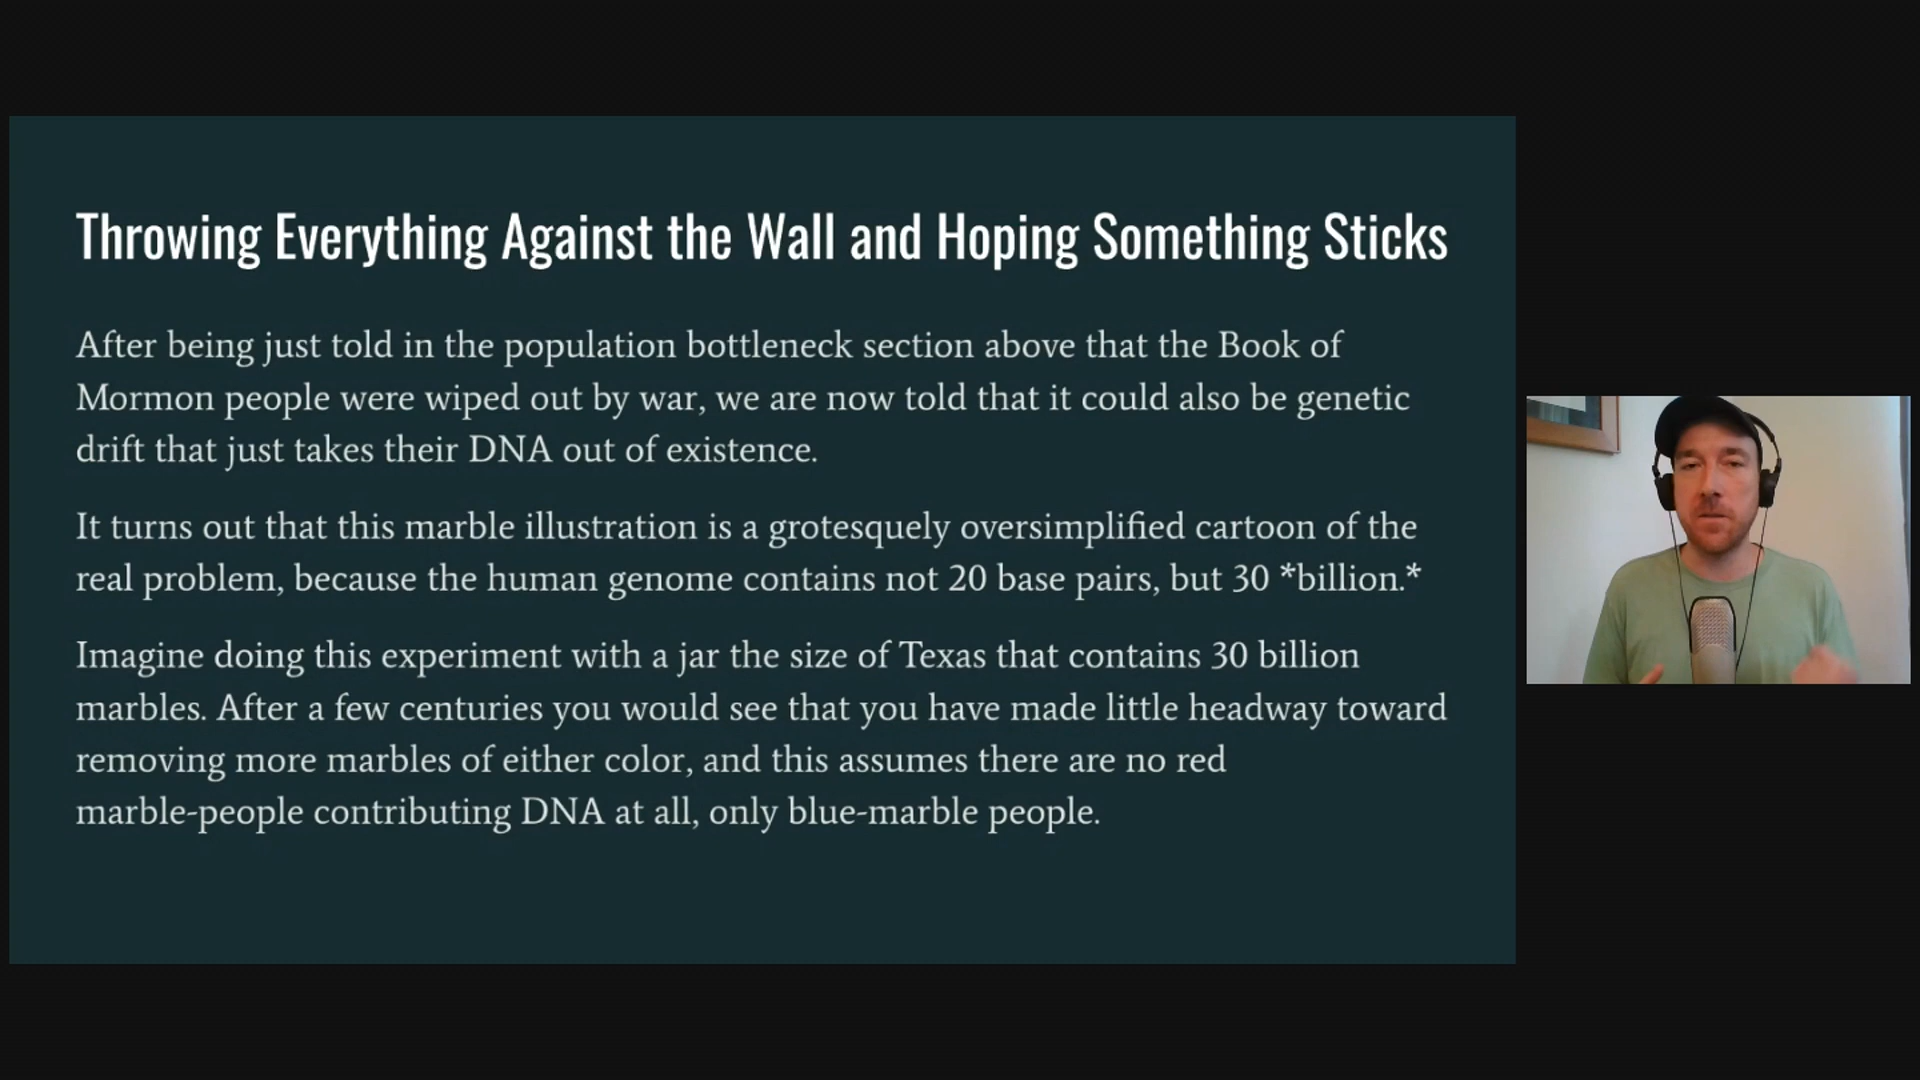 Throwing Everything Against the Wall and Hoping Something Sticks
After being just told in the population bottleneck section above that the Book of
Mormon people were wiped out by war, we are now told that it could also be genetic
drift that just takes their DNA out of existence.
It turns out that this marble illustration is a grotesquely oversimplified cartoon of the
real problem, because the human genome contains not 20 base pairs, but 30 *billion.*
Imagine doing this experiment with a jar the size of Texas that contains 30 billion
marbles. After a few centuries you would see that you have made little headway toward
removing more marbles of either color, and this assumes there are no red
marble-people contributing DNA at all, only blue-marble people.